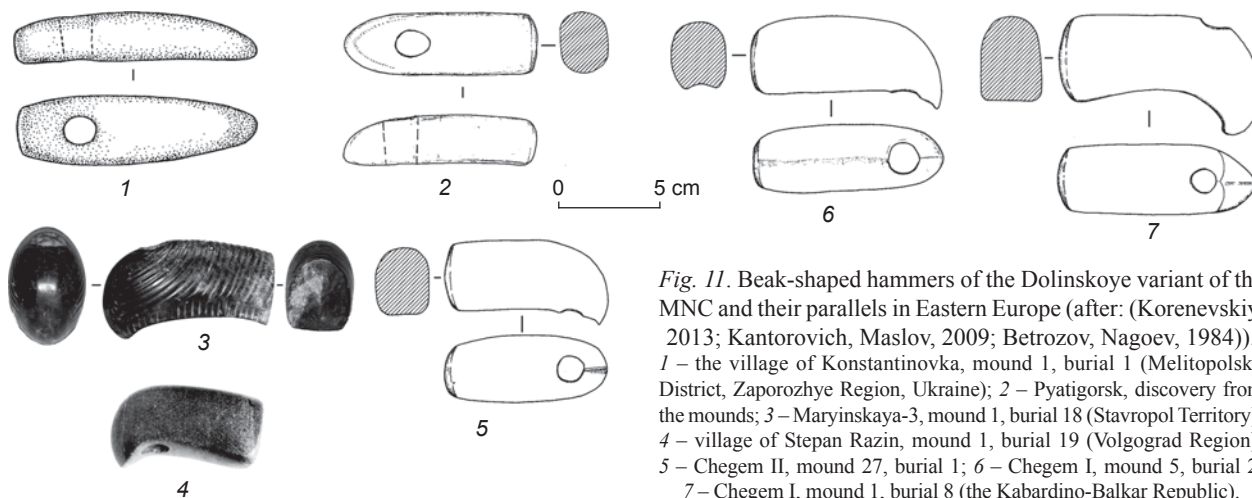 1
2
0
5 cm
6
7
3
5
4
Fig. 11. Beak-shaped hammers of the Dolinskoye variant of th
MNC and their parallels in Eastern Europe (after: (Korenevskiy
2013; Kantorovich, Maslov, 2009; Betrozov, Nagoev, 1984))
1 – the village of Konstantinovka, mound 1, burial 1 (Melitopolsk
District, Zaporozhye Region, Ukraine); 2 – Pyatigorsk, discovery from
the mounds; 3 – Maryinskaya-3, mound 1, burial 18 (Stavropol Territory
4 – village of Stepan Razin, mound 1, burial 19 (Volgograd Region)
5 – Chegem II, mound 27, burial 1; 6 – Chegem I, mound 5, burial 2
7 – Chegem I, mound 1, burial 8 (the Kabardino-Balkar Republic).